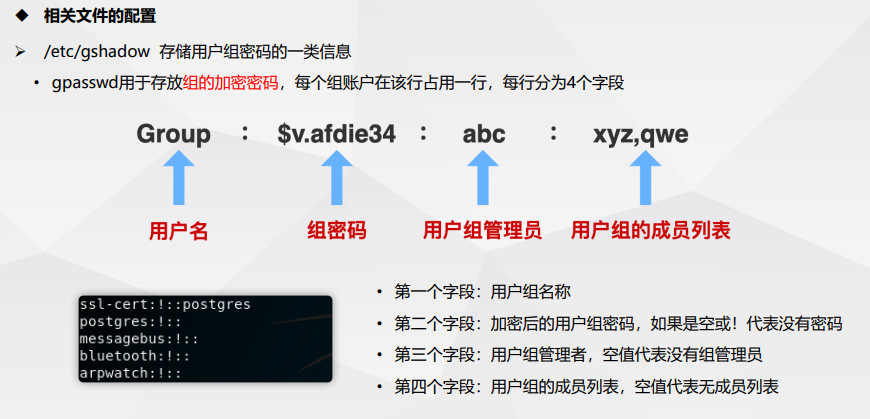 ◆ 相关文件的配置
➢ /etc/gshadow 存储用户组密码的一类信息
• gpasswd用于存放组的加密密码，每个组账户在该行占用一行，每行分为4个字段
Group : $v.afdie34 : abc : xyz,qwe
用户名 组密码 用户组管理员 用户组的成员列表
ssl-cert:!::postgres
postgres:!::
messagebus:!::
bluetooth:!::
arpwatch:!::
• 第一个字段：用户组名称
• 第二个字段：加密后的用户组密码，如果是空或！代表没有密码
• 第三个字段：用户组管理者，空值代表没有组管理员
• 第四个字段：用户组的成员列表，空值代表无成员列表